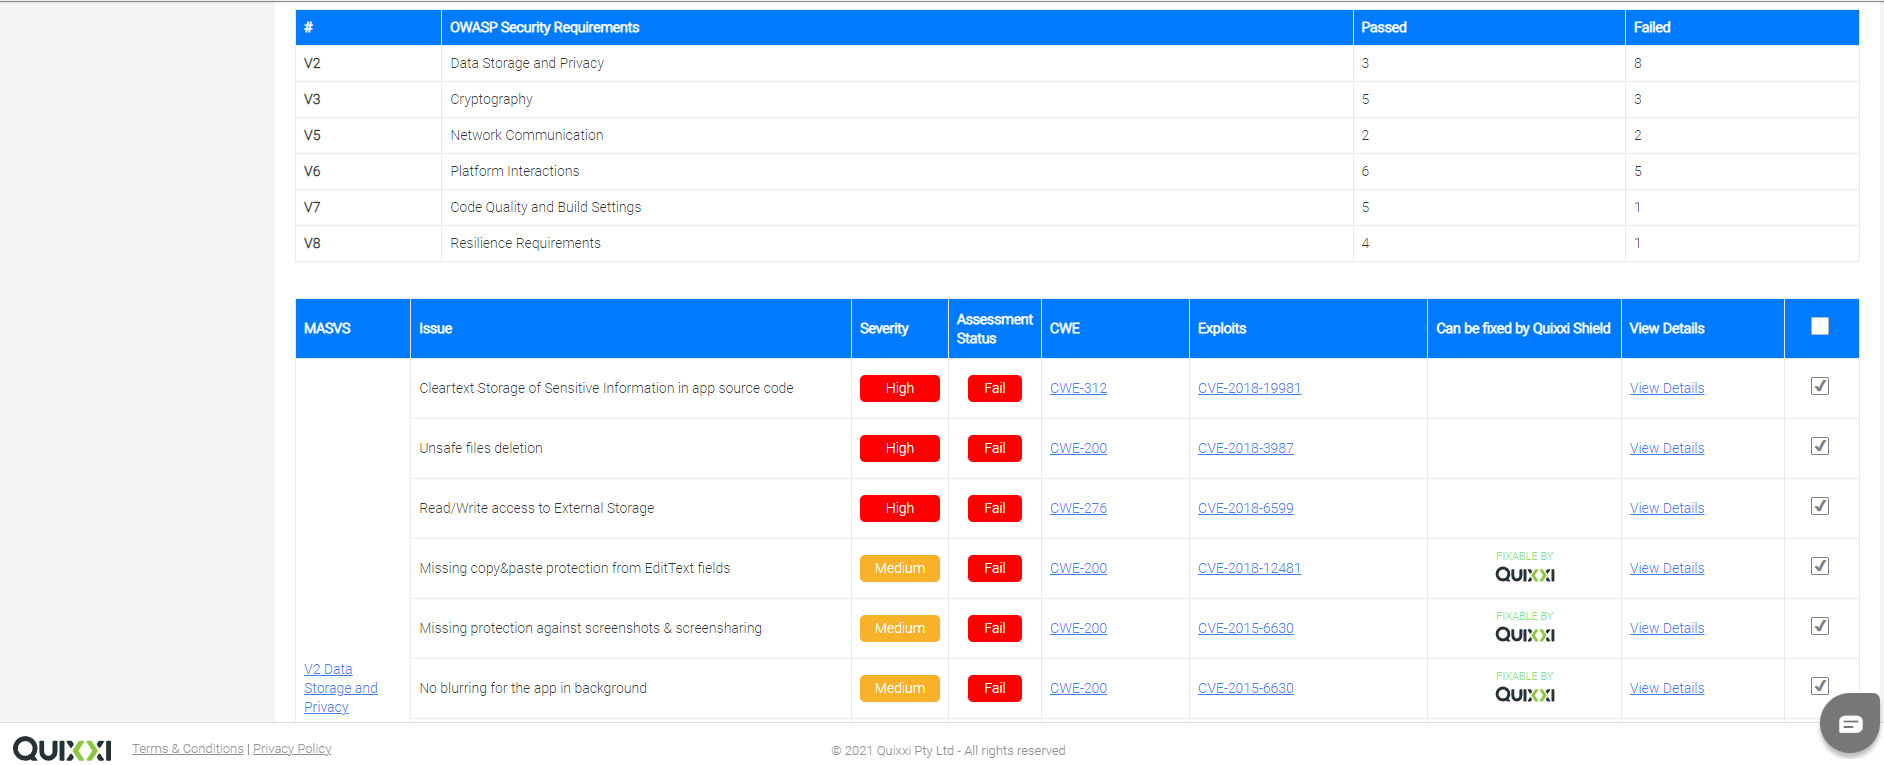 # OWASP Security Requirements Passed Failed
V2 Data Storage and Privacy 3 8
V3 Cryptography 5 3
V5 Network Communication 2 2
V6 Platform Interactions 6 5
V7 Code Quality and Build Settings 5 1
V8 Resilience Requirements 4 1
MASVS Issue Severity Assessment Status CWE Exploits Can be fixed by Quixxi Shield View Details
Cleartext Storage of Sensitive Information in app source code High Fail CWE-312 CVE-2018-19981 View Details
Unsafe files deletion High Fail CWE-200 CVE-2018-3987 View Details
Read/Write access to External Storage High Fail CWE-276 CVE-2018-6599 View Details
Missing copy&paste protection from EditText fields Medium Fail CWE-200 CVE-2018-12481 FIXABLE BY QUIXXI View Details
Missing protection against screenshots & screensharing Medium Fail CWE-200 CVE-2015-6630 FIXABLE BY QUIXXI View Details
V2 Data Storage and Privacy
No blurring for the app in background Medium Fail CWE-200 CVE-2015-6630 FIXABLE BY QUIXXI View Details
QUIXXI Terms & Conditions | Privacy Policy © 2021 Quixxi Pty Ltd - All rights reserved